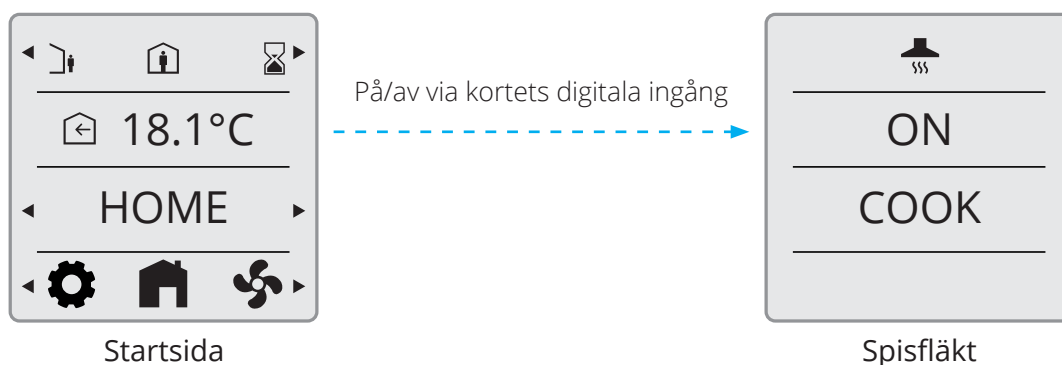 18.1°C
HOME
Startsida
På/av via kortets digitala ingång
ON
COOK
Spisfläkt